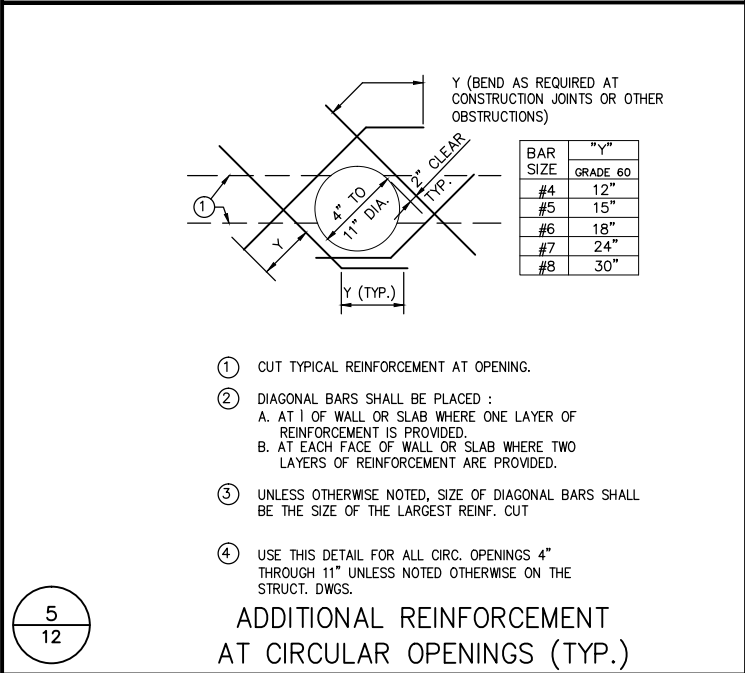 Y (BEND AS REQUIRED AT
CONSTRUCTION JOINTS OR OTHER
OBSTRUCTIONS)
2" CLEAR
TYP.
4" TO
11" DIA.
1
Y
Y (TYP.)
BAR SIZE "Y"
GRADE 60
#4 12"
#5 15"
#6 18"
#7 24"
#8 30"
1 CUT TYPICAL REINFORCEMENT AT OPENING.
2 DIAGONAL BARS SHALL BE PLACED :
A. AT l OF WALL OR SLAB WHERE ONE LAYER OF
REINFORCEMENT IS PROVIDED.
B. AT EACH FACE OF WALL OR SLAB WHERE TWO
LAYERS OF REINFORCEMENT ARE PROVIDED.
3 UNLESS OTHERWISE NOTED, SIZE OF DIAGONAL BARS SHALL
BE THE SIZE OF THE LARGEST REINF. CUT
4 USE THIS DETAIL FOR ALL CIRC. OPENINGS 4"
THROUGH 11" UNLESS NOTED OTHERWISE ON THE
STRUCT. DWGS.
5
12
ADDITIONAL REINFORCEMENT
AT CIRCULAR OPENINGS (TYP.)